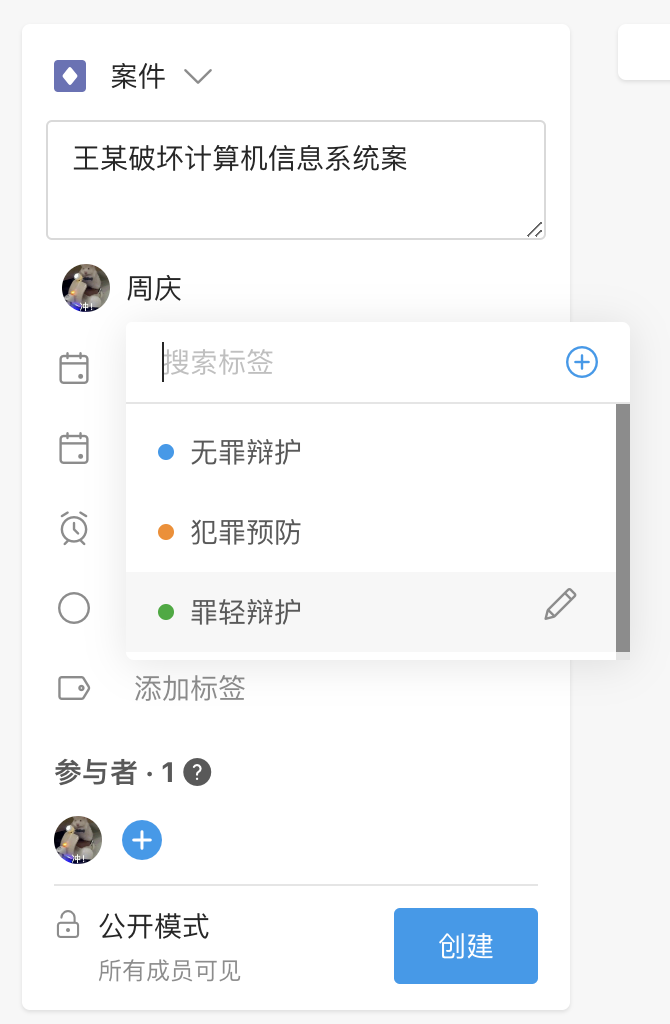 案件
王某破坏计算机信息系统案
冲!
周庆
搜索标签
无罪辩护
犯罪预防
罪轻辩护
添加标签
参与者 · 1 ?
冲!
公开模式
所有成员可见
创建